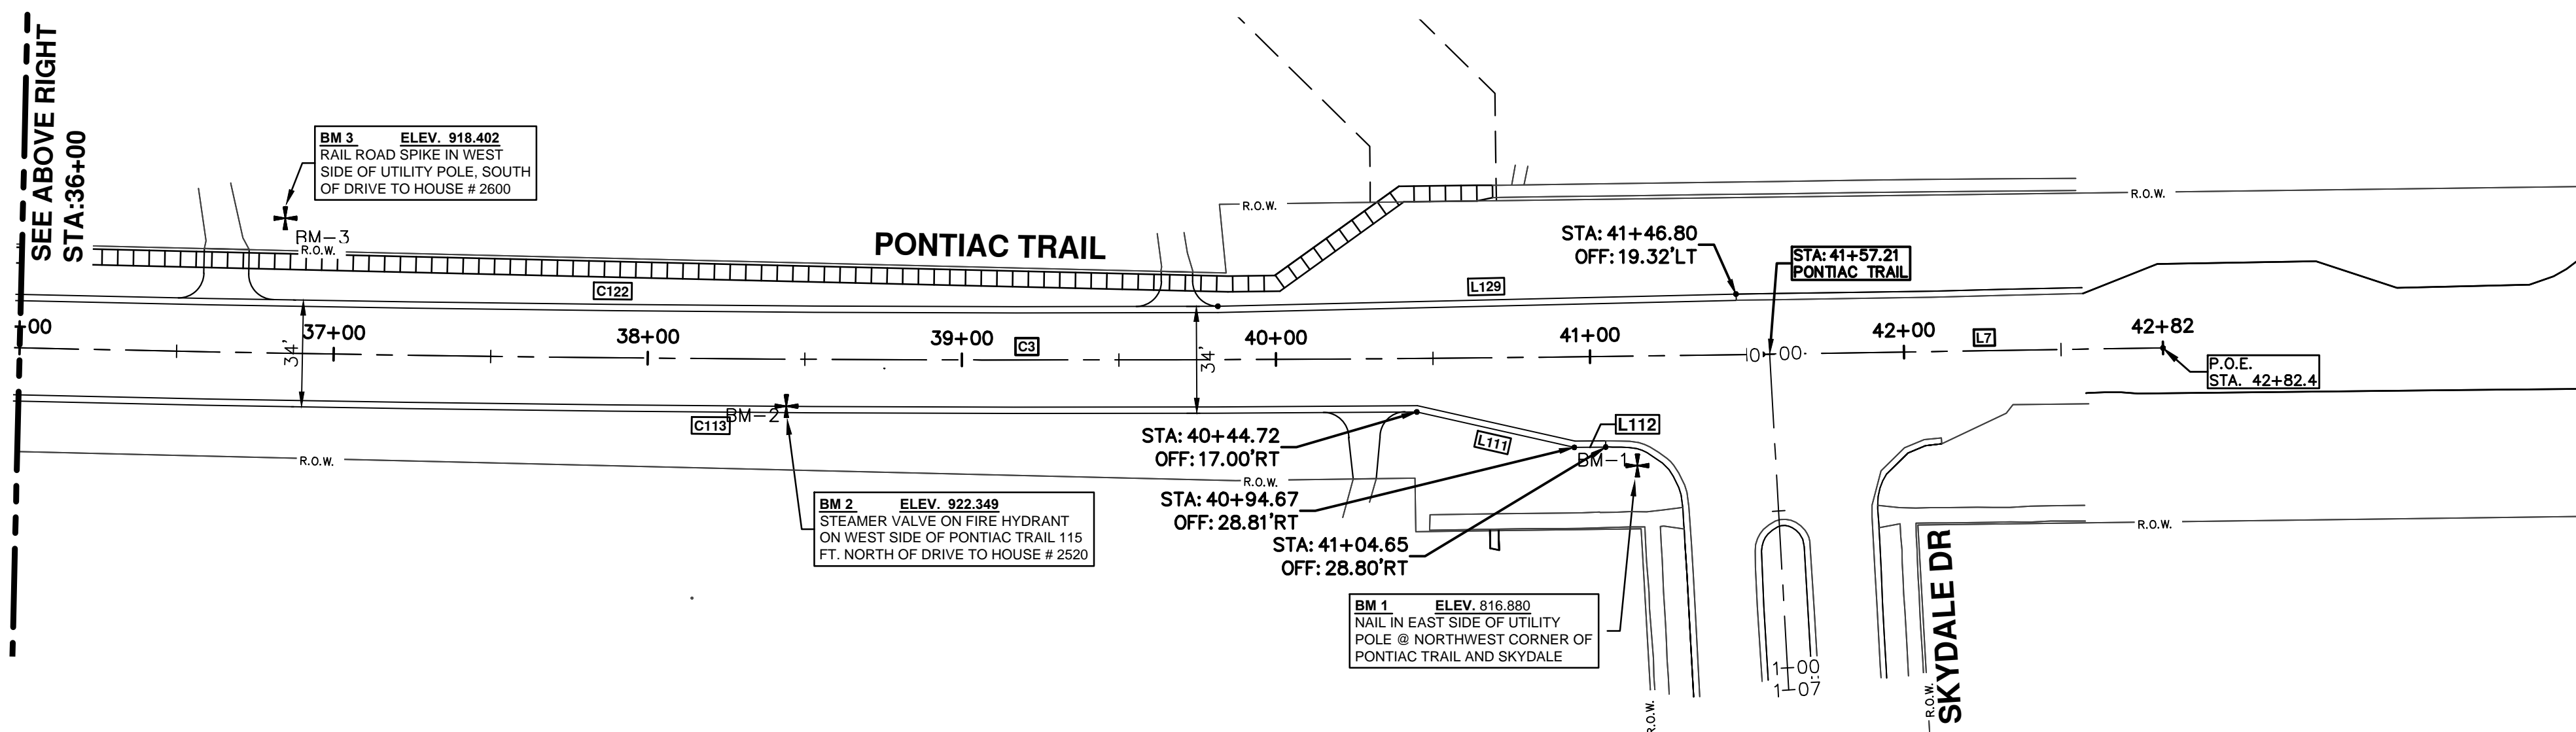 SEE ABOVE RIGHT
STA:36+00
BM 3 ELEV. 918.402
RAIL ROAD SPIKE IN WEST
SIDE OF UTILITY POLE, SOUTH
OF DRIVE TO HOUSE # 2600
BM-3
R.O.W.
PONTIAC TRAIL
R.O.W.
R.O.W.
STA: 41+46.80
OFF: 19.32'LT
STA: 41+57.21
PONTIAC TRAIL
C122
L129
+00
37+00
38+00
39+00
C3
40+00
41+00
0+00
42+00
L7
42+82
34'
34'
P.O.E.
STA. 42+82.4
BM-2
C113
R.O.W.
STA: 40+44.72
OFF: 17.00'RT
L111
L112
BM-1
R.O.W.
STA: 40+94.67
OFF: 28.81'RT
STA: 41+04.65
OFF: 28.80'RT
R.O.W.
BM 2 ELEV. 922.349
STEAMER VALVE ON FIRE HYDRANT
ON WEST SIDE OF PONTIAC TRAIL 115
FT. NORTH OF DRIVE TO HOUSE # 2520
BM 1 ELEV. 816.880
NAIL IN EAST SIDE OF UTILITY
POLE @ NORTHWEST CORNER OF
PONTIAC TRAIL AND SKYDALE
1+00
1+07
SKYDALE DR
R.O.W.
R.O.W.